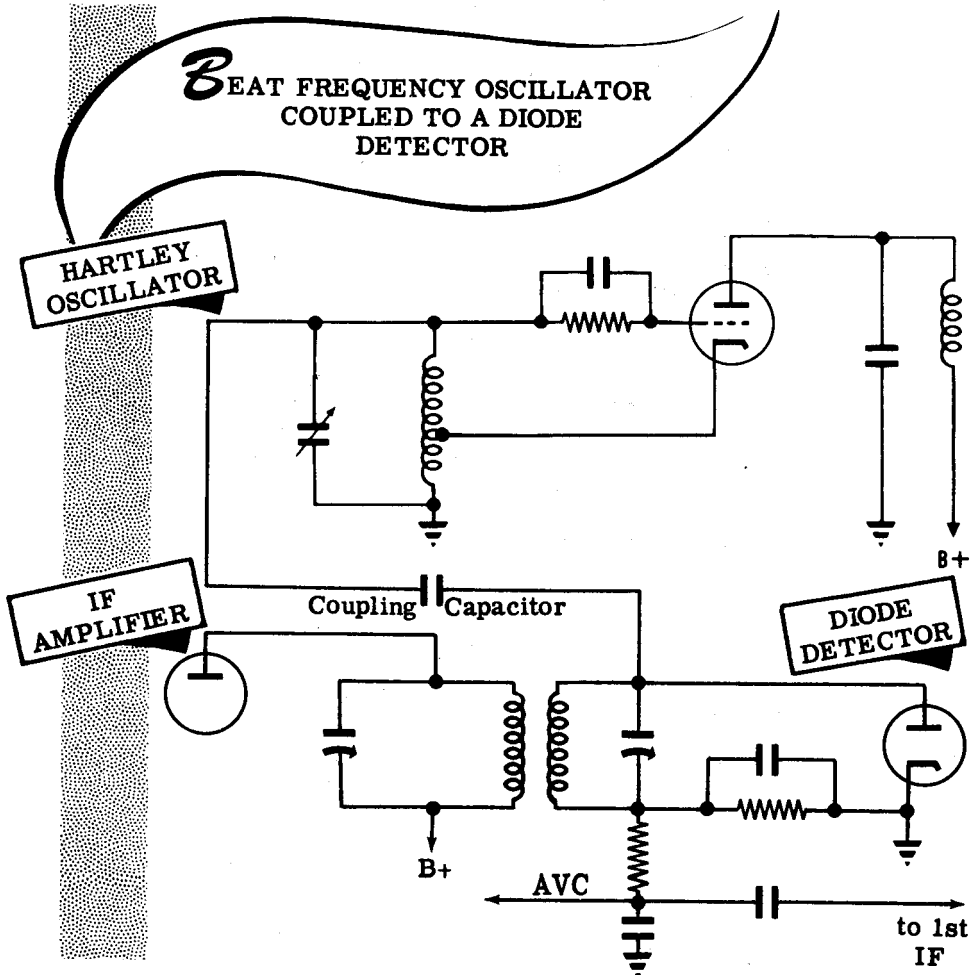 BEAT FREQUENCY OSCILLATOR
COUPLED TO A DIODE
DETECTOR
HARTLEY
OSCILLATOR
B+
IF
AMPLIFIER
Coupling Capacitor
DIODE
DETECTOR
B+
AVC
to 1st
IF